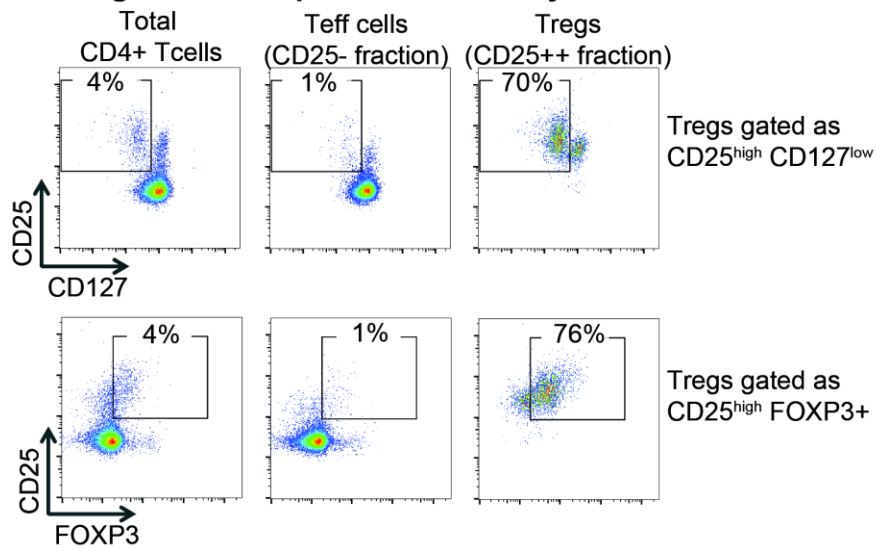 Total
CD4+ Tcells
Teff cells
(CD25- fraction)
Tregs
(CD25++ fraction)
4%
1%
70%
Tregs gated as
CD25high CD127low
CD25
CD127
4%
1%
76%
Tregs gated as
CD25high FOXP3+
CD25
FOXP3